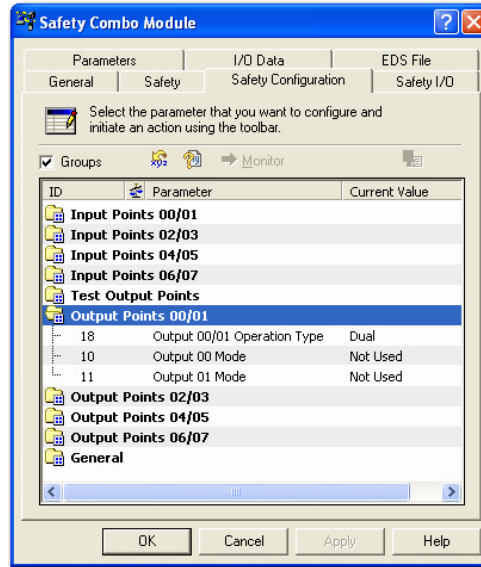 Safety Combo Module
Parameters I/O Data EDS File
General Safety Safety Configuration Safety I/O
Select the parameter that you want to configure and
initiate an action using the toolbar.
Groups Monitor
ID Parameter Current Value
Input Points 00/01
Input Points 02/03
Input Points 04/05
Input Points 06/07
Test Output Points
Output Points 00/01
18 Output 00/01 Operation Type Dual
10 Output 00 Mode Not Used
11 Output 01 Mode Not Used
Output Points 02/03
Output Points 04/05
Output Points 06/07
General
OK Cancel Apply Help